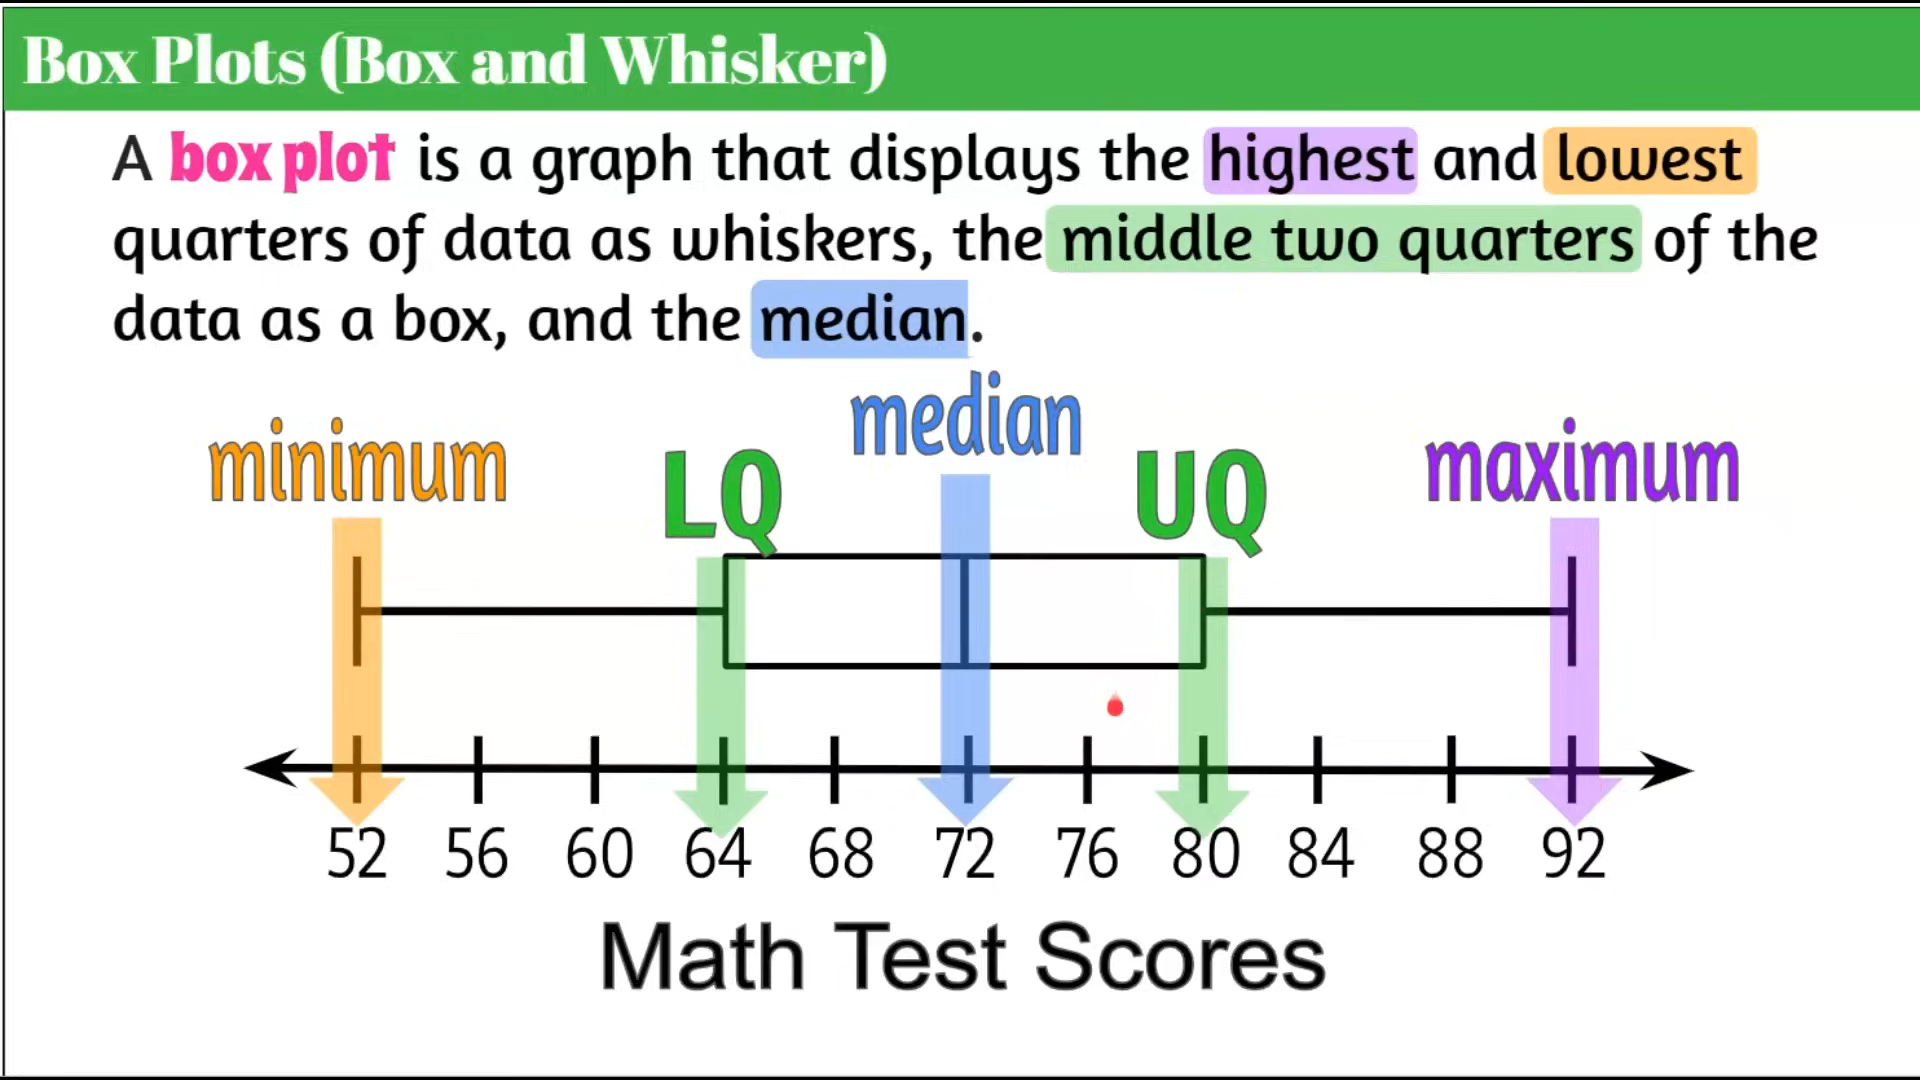 Box Plots (Box and Whisker)
A box plot is a graph that displays the highest and lowest
quarters of data as whiskers, the middle two quarters of the
data as a box, and the median.
minimum LQ median UQ maximum
52 56 60 64 68 72 76 80 84 88 92
Math Test Scores